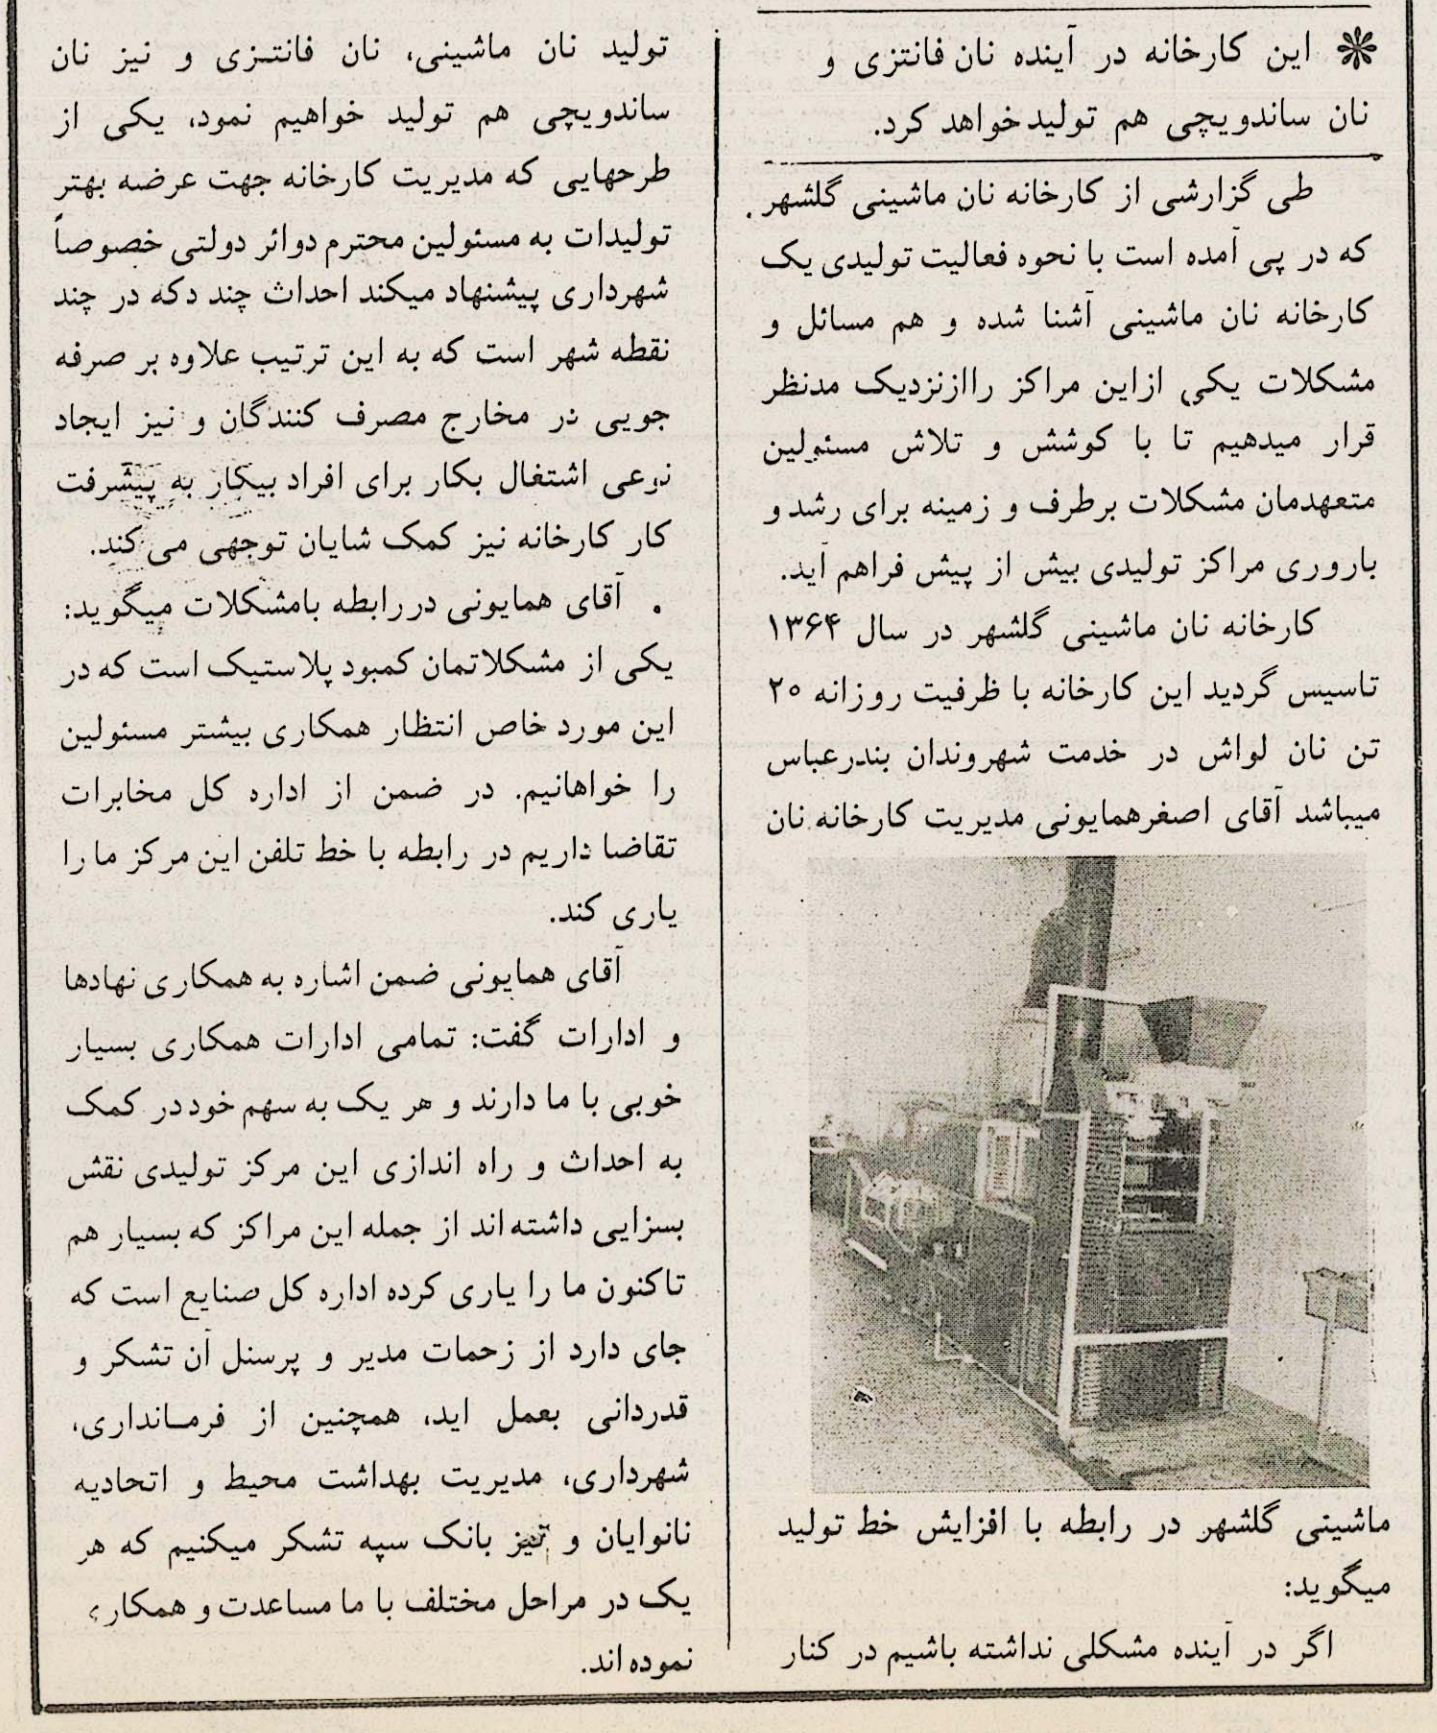 ❊ این کارخانه در آینده نان فانتزی و
نان ساندویچی هم تولید خواهد کرد.
طی گزارشی از کارخانه نان ماشینی گلشهر
که در پی آمده است با نحوه فعالیت تولیدی یک
کارخانه نان ماشینی آشنا شده و هم مسائل و
مشکلات یکی ازاین مراکز راازنزدیک مدنظر
قرار میدهیم تا با کوشش و تلاش مسئولین
متعهدمان مشکلات برطرف و زمینه برای رشد و
باروری مراکز تولیدی بیش از پیش فراهم آید.
کارخانه نان ماشینی گلشهر در سال ۱۳۶۴
تاسیس گردید این کارخانه با ظرفیت روزانه ۲۰
تن نان لواش در خدمت شهروندان بندرعباس
میباشد آقای اصغرهمایونی مدیریت کارخانه نان
ماشینی گلشهر در رابطه با افزایش خط تولید
میگوید:
اگر در آینده مشکلی نداشته باشیم در کنار
تولید نان ماشینی، نان فانتـزی و نیز نان
ساندویچی هم تولید خواهیم نمود، یکی از
طرحهایی که مدیریت کارخانه جهت عرضه بهتر
تولیدات به مسئولین محترم دوائر دولتی خصوصاً
شهرداری پیشنهاد میکند احداث چند دکه در چند
نقطه شهر است که به این ترتیب علاوه بر صرفه
جویی در مخارج مصرف کنندگان و نیز ایجاد
نوعی اشتغال بکار برای افراد بیکار به پیشرفت
کار کارخانه نیز کمک شایان توجهی می کند.
. آقای همایونی در رابطه بامشکلات میگوید:
یکی از مشکلاتمان کمبود پلاستیک است که در
این مورد خاص انتظار همکاری بیشتر مسئولین
را خواهانیم. در ضمن از اداره کل مخابرات
تقاضا داریم در رابطه با خط تلفن این مرکز ما را
یاری کند.
آقای همایونی ضمن اشاره به همکاری نهادها
و ادارات گفت: تمامی ادارات همکاری بسیار
خوبی با ما دارند و هر یک به سهم خود در کمک
به احداث و راه اندازی این مرکز تولیدی نقش
بسزایی داشته اند از جمله این مراکز که بسیار هم
تاکنون ما را یاری کرده اداره کل صنایع است که
جای دارد از زحمات مدیر و پرسنل آن تشکر و
قدردانی بعمل اید، همچنین از فرمـانداری،
شهرداری، مدیریت بهداشت محیط و اتحادیه
نانوایان و نیز بانک سپه تشکر میکنیم که هر
یک در مراحل مختلف با ما مساعدت و همکاری
نموده اند.